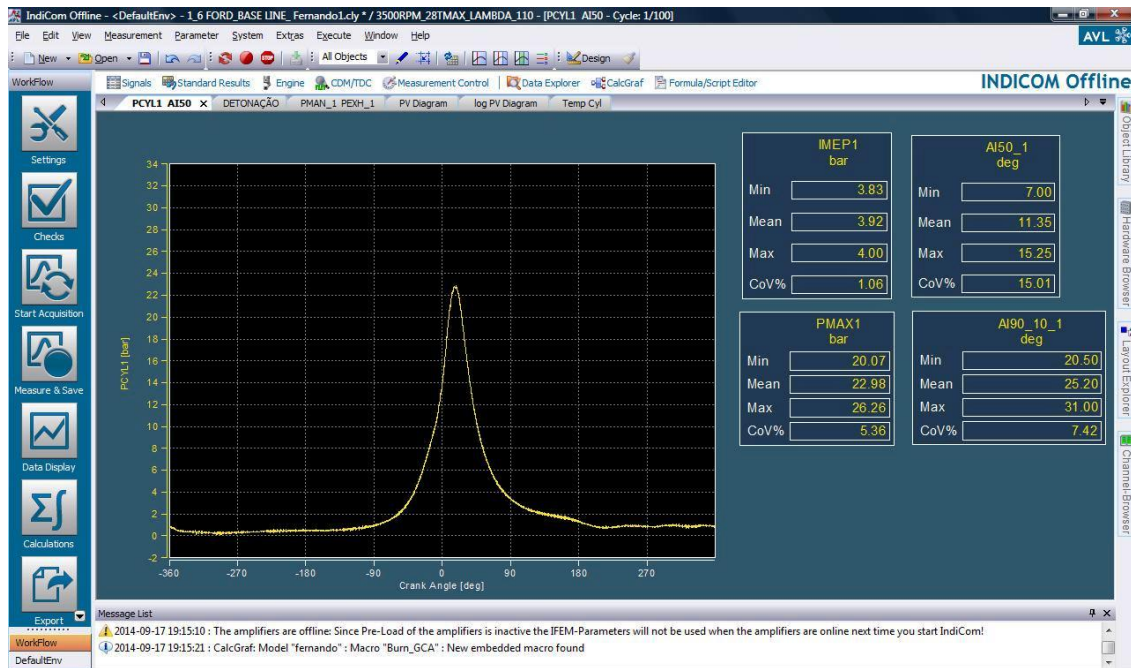 IndiCom Offline - <DefaultEnv> - 1_6 FORD_BASE LINE_ Fernando1.cly * / 3500RPM_28TMAX_LAMBDA_110 - [PCYL1 AI50 - Cycle: 1/100]
File Edit View Measurement Parameter System Extras Execute Window Help
AVL
New Open All Objects Design
WorkFlow
Signals Standard Results Engine CDM/TDC Measurement Control Data Explorer CalcGraf Formula/Script Editor
INDICOM Offline
PCYL1 AI50 x DETONAÇÃO PMAN_1 PEXH_1 PV Diagram log PV Diagram Temp Cyl
Settings
Checks
Start Acquisition
Measure & Save
Data Display
Calculations
Export
WorkFlow
DefaultEnv
PCYL1 [bar]
34
32
30
28
26
24
22
20
18
16
14
12
10
8
6
4
2
0
-2
-360 -270 -180 -90 0 90 180 270
Crank Angle [deg]
IMEP1
bar
Min 3.83
Mean 3.92
Max 4.00
CoV% 1.06
AI50_1
deg
Min 7.00
Mean 11.35
Max 15.25
CoV% 15.01
PMAX1
bar
Min 20.07
Mean 22.98
Max 26.26
CoV% 5.36
AI90_10_1
deg
Min 20.50
Mean 25.20
Max 31.00
CoV% 7.42
Object Library
Hardware Browser
Layout Explorer
Channel-Browser
Message List
2014-09-17 19:15:10 : The amplifiers are offline: Since Pre-Load of the amplifiers is inactive the IFEM-Parameters will not be used when the amplifiers are online next time you start IndiCom!
2014-09-17 19:15:21 : CalcGraf: Model "fernando" : Macro "Burn_GCA" : New embedded macro found